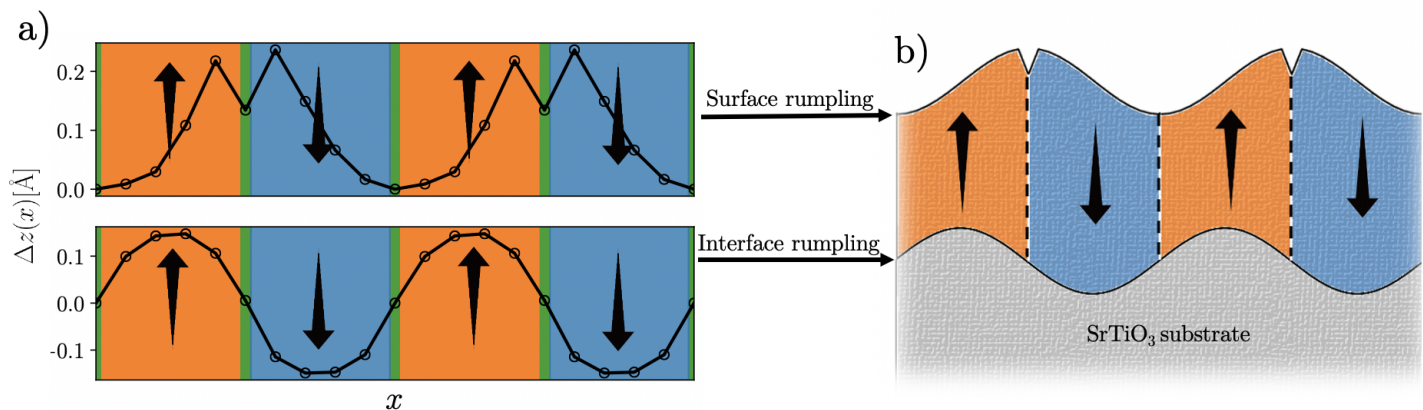 a)
0.2
0.1
0.0
Δz(x)[Å]
0.1
0.0
-0.1
x
Surface rumpling
Interface rumpling
b)
SrTiO₃ substrate